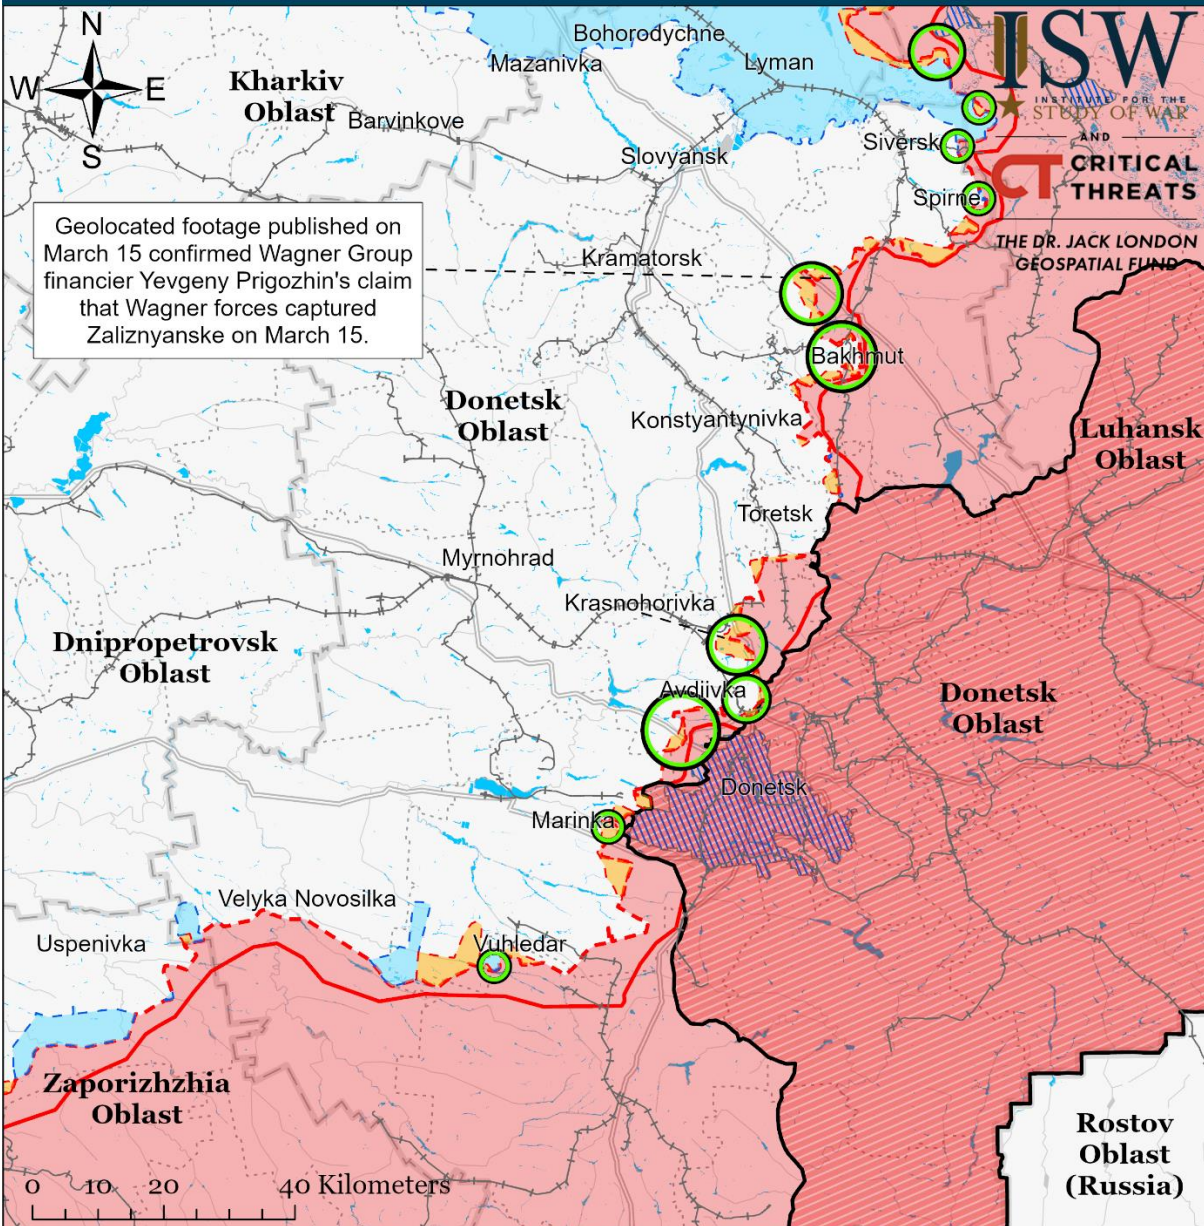 N
W
E
S
ISW
INSTITUTE FOR THE
STUDY OF WAR
AND
CT CRITICAL
THREATS
THE DR. JACK LONDON
GEOSPATIAL FUND
Bohorodychne
Mazanivka
Lyman
Kharkiv
Oblast
Barvinkove
Siversk
Slovyansk
Spirne
Geolocated footage published on
March 15 confirmed Wagner Group
financier Yevgeny Prigozhin's claim
that Wagner forces captured
Zaliznyanske on March 15.
Kramatorsk
Bakhmut
Donetsk
Oblast
Konstyantynivka
Luhansk
Oblast
Toretsk
Myrnohrad
Krasnohorivka
Dnipropetrovsk
Oblast
Avdiivka
Donetsk
Oblast
Donetsk
Marinka
Velyka Novosilka
Uspenivka
Vuhledar
Zaporizhzhia
Oblast
Rostov
Oblast
(Russia)
0 10 20 40 Kilometers